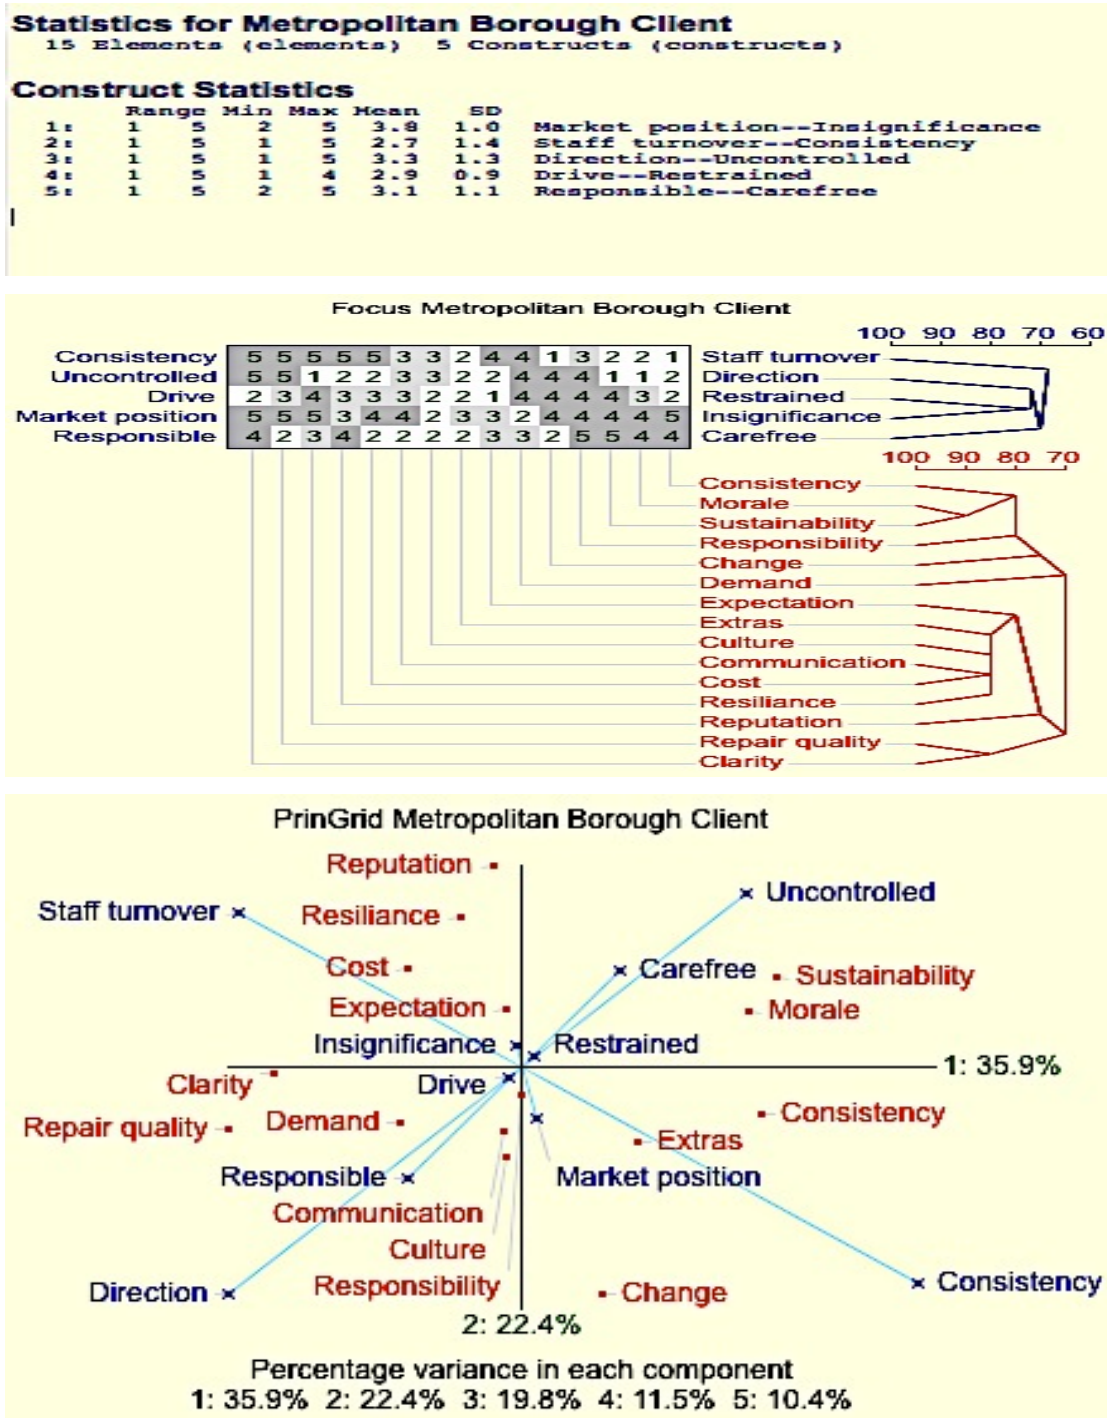 Statistics for Metropolitan Borough Client
15 Elements (elements) 5 Constructs (constructs)
Construct Statistics
Range Min Max Mean SD
1: 1 5 2 5 3.8 1.0 Market position--Insignificance
2: 1 5 1 5 2.7 1.4 Staff turnover--Consistency
3: 1 5 1 5 3.3 1.3 Direction--Uncontrolled
4: 1 5 1 4 2.9 0.9 Drive--Restrained
5: 1 5 2 5 3.1 1.1 Responsible--Carefree
Focus Metropolitan Borough Client
100 90 80 70 60
Consistency 5 5 5 5 5 3 3 2 4 4 1 3 2 2 1 Staff turnover
Uncontrolled 5 5 1 2 2 3 3 2 2 4 4 4 1 1 2 Direction
Drive 2 3 4 3 3 3 2 2 1 4 4 4 4 3 2 Restrained
Market position 5 5 5 3 4 4 2 3 3 2 4 4 4 4 5 Insignificance
Responsible 4 2 3 4 2 2 2 2 3 3 2 5 5 4 4 Carefree
100 90 80 70
Consistency
Morale
Sustainability
Responsibility
Change
Demand
Expectation
Extras
Culture
Communication
Cost
Resiliance
Reputation
Repair quality
Clarity
PrinGrid Metropolitan Borough Client
Reputation
Staff turnover Resiliance Uncontrolled
Cost Carefree Sustainability
Expectation Morale
Insignificance Restrained
1: 35.9%
Clarity Drive
Repair quality Demand Consistency
Extras
Responsible Market position
Communication
Culture
Direction Responsibility Change Consistency
2: 22.4%
Percentage variance in each component
1: 35.9% 2: 22.4% 3: 19.8% 4: 11.5% 5: 10.4%